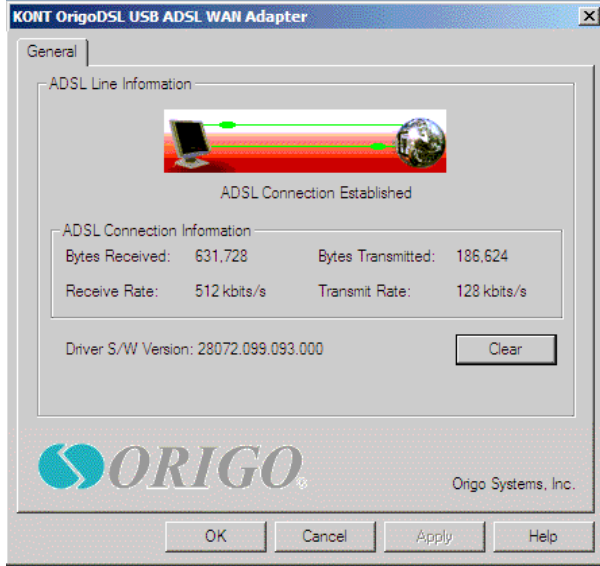 KONT OrigoDSL USB ADSL WAN Adapter
General
ADSL Line Information
ADSL Connection Established
ADSL Connection Information
Bytes Received: 631,728 Bytes Transmitted: 186,624
Receive Rate: 512 kbits/s Transmit Rate: 128 kbits/s
Driver S/W Version: 28072.099.093.000 Clear
ORIGO®
Origo Systems, Inc.
OK Cancel Apply Help